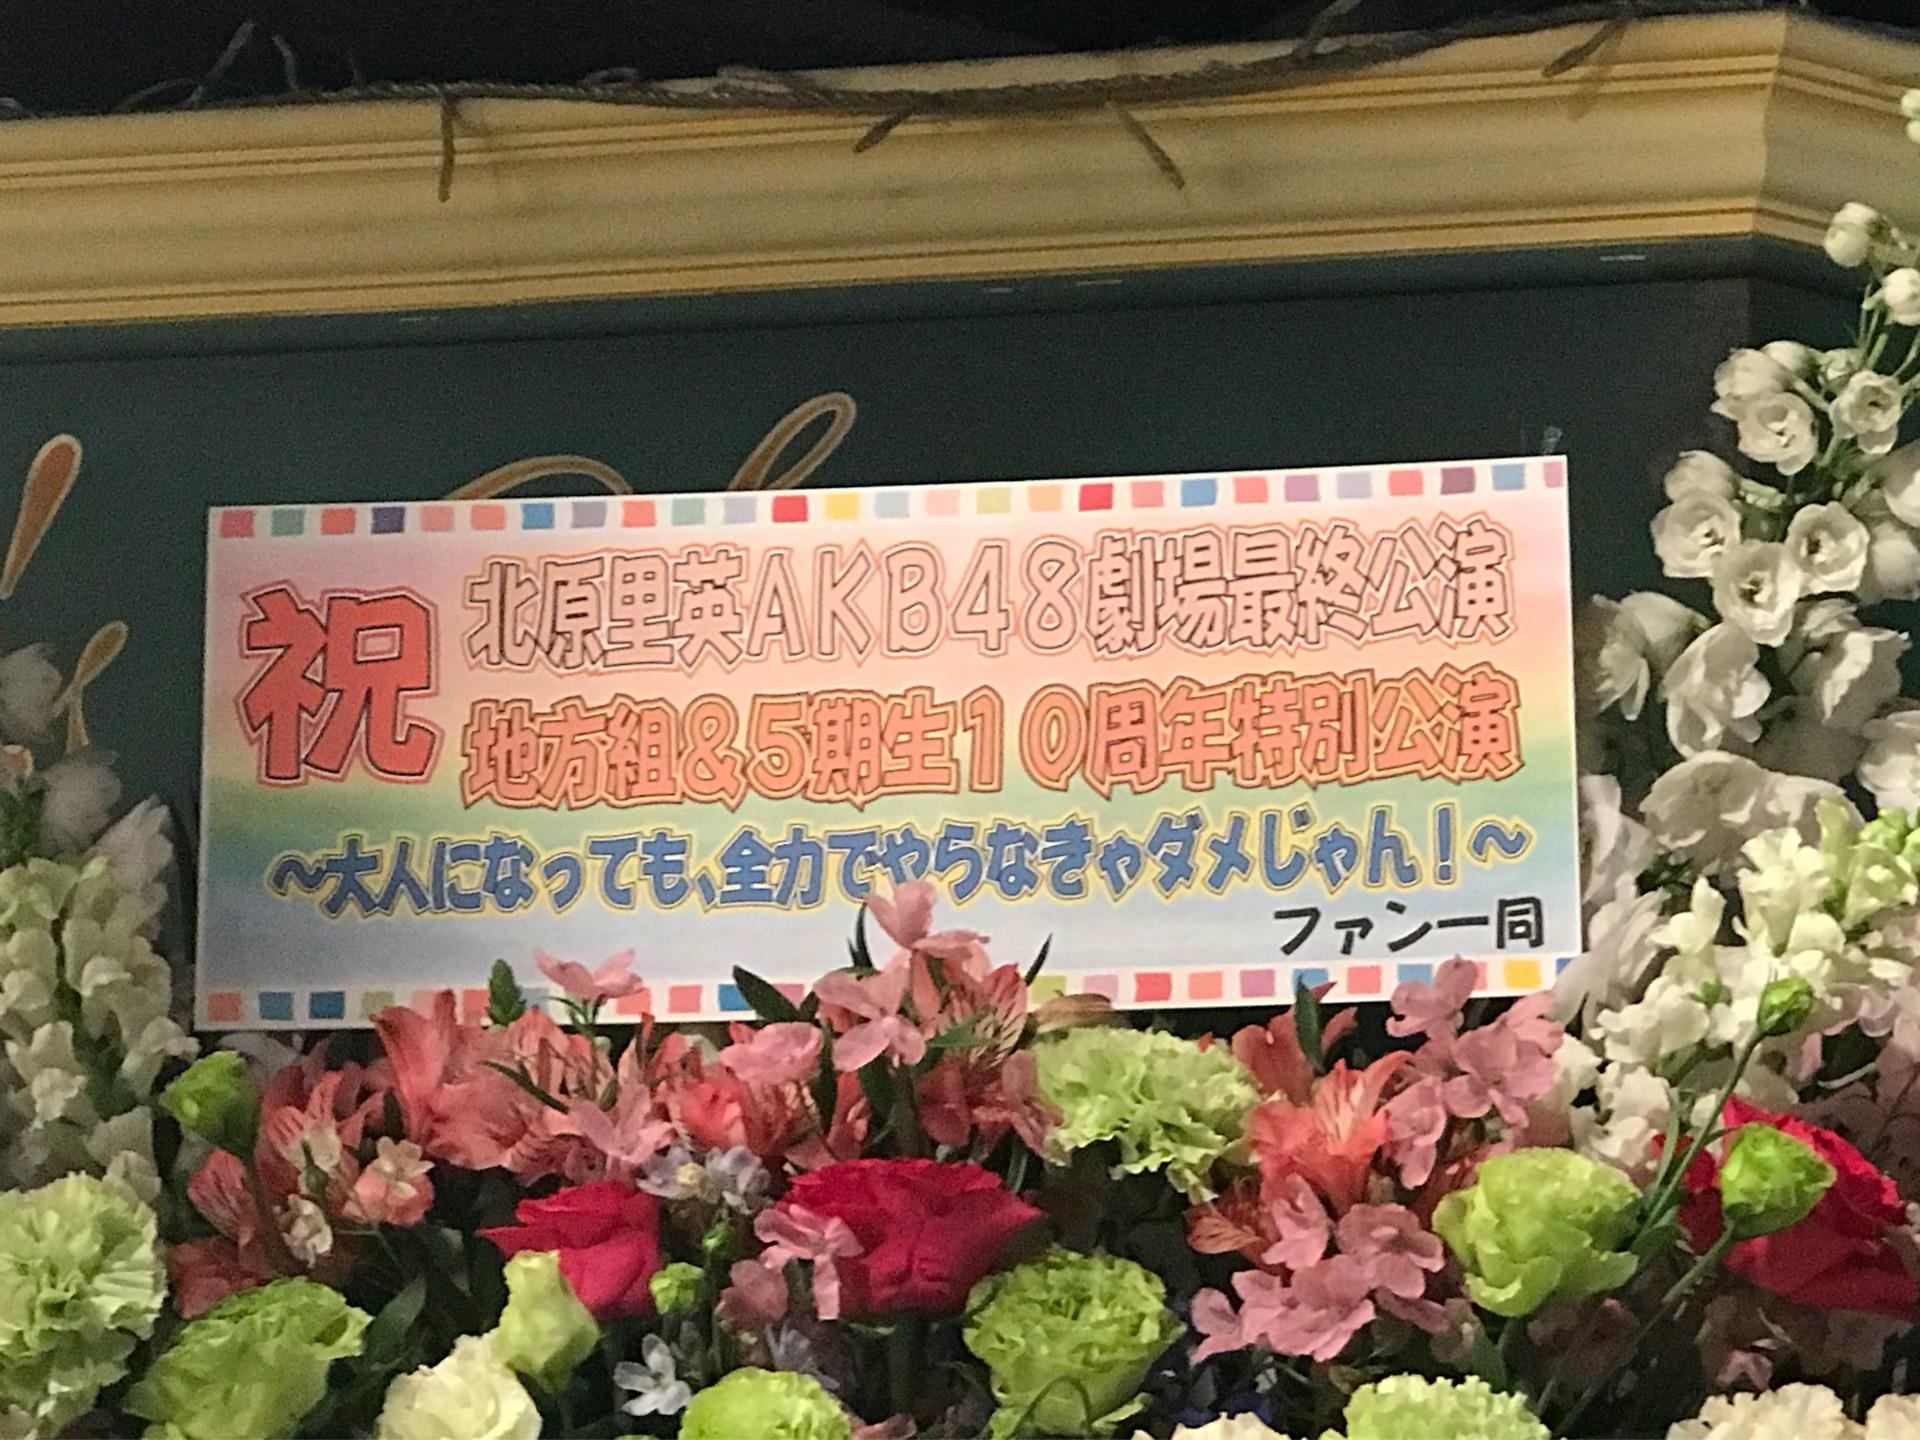 祝
北原里英AKB48劇場最終公演
地方組&5期生10周年特別公演
～大人になっても、全力でやらなきゃダメじゃん！～
ファン一同